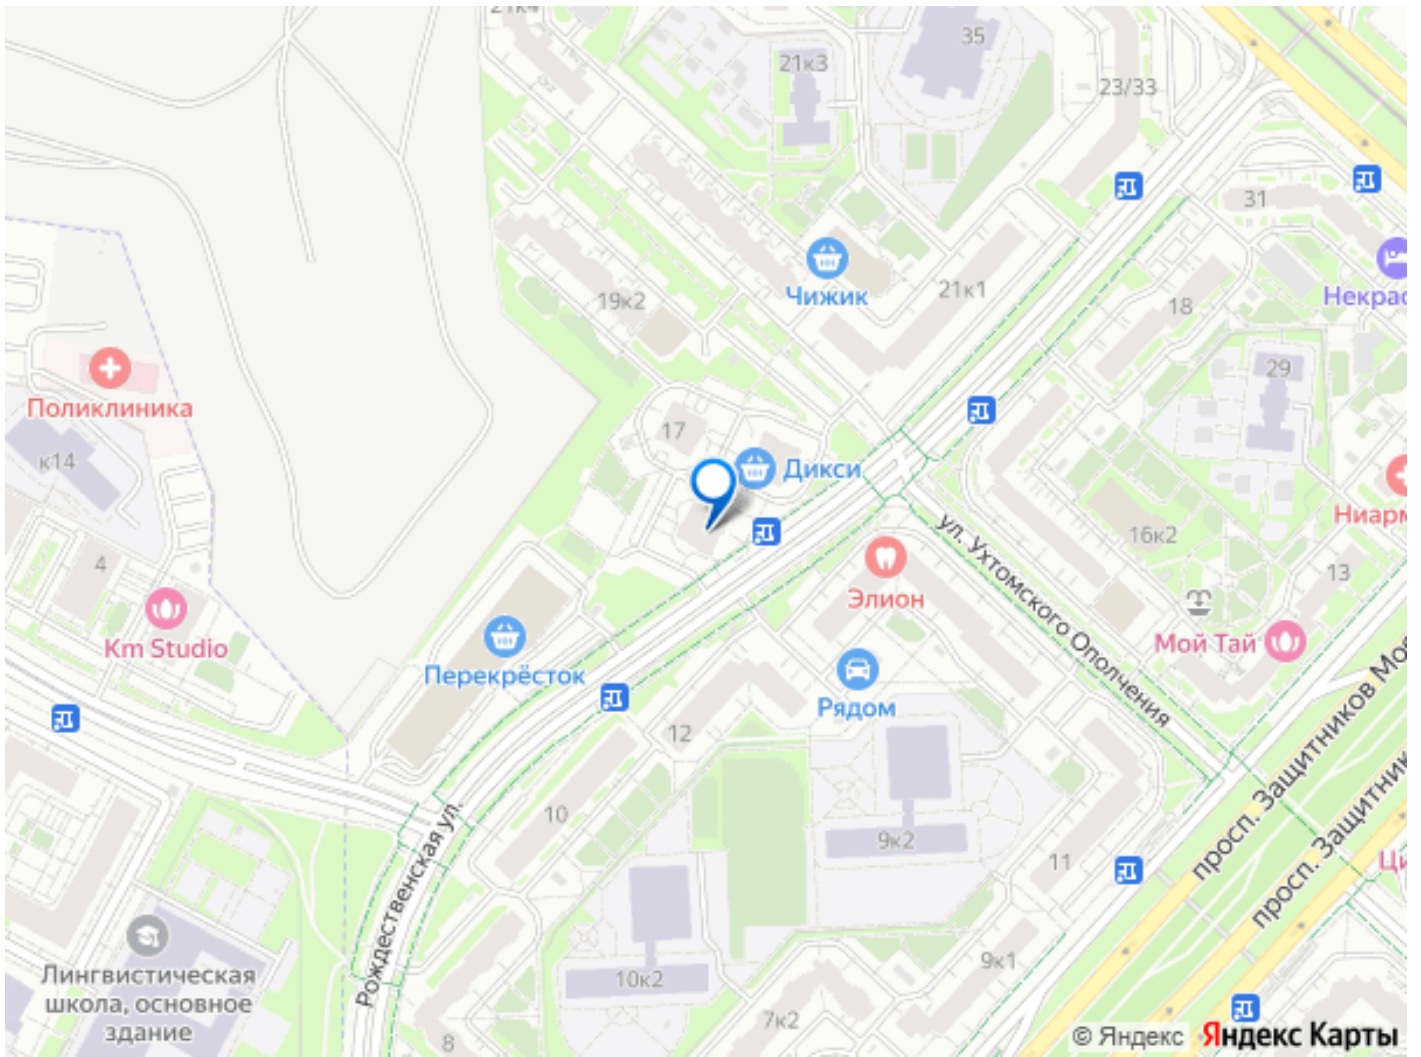 21к4
35
21к3
23/33
31
Чижик
21к1
19к2
Некрас
18
29
Поликлиника
17
к14
Дикси
Ниарм
16к2
ул. Ухтомского Ополчения
4
13
Элион
Km Studio
Мой Тай
Перекрёсток
Рядом
12
просп. Защитников Мо
просп. Защитник
10
9к2
11
Ци
Рождественская ул.
Лингвистическая
школа, основное
здание
10к2
9к1
7к2
8
© Яндекс Яндекс Карты